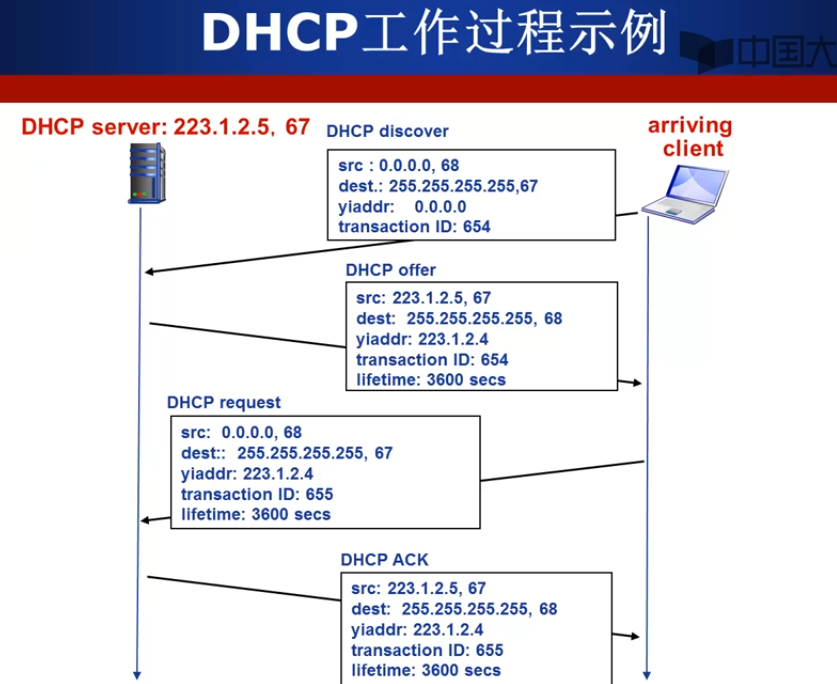 DHCP工作过程示例
中国大
DHCP server: 223.1.2.5, 67
DHCP discover
arriving
client
src : 0.0.0.0, 68
dest.: 255.255.255.255,67
yiaddr: 0.0.0.0
transaction ID: 654
DHCP offer
src: 223.1.2.5, 67
dest: 255.255.255.255, 68
yiaddr: 223.1.2.4
transaction ID: 654
lifetime: 3600 secs
DHCP request
src: 0.0.0.0, 68
dest:: 255.255.255.255, 67
yiaddr: 223.1.2.4
transaction ID: 655
lifetime: 3600 secs
DHCP ACK
src: 223.1.2.5, 67
dest: 255.255.255.255, 68
yiaddr: 223.1.2.4
transaction ID: 655
lifetime: 3600 secs